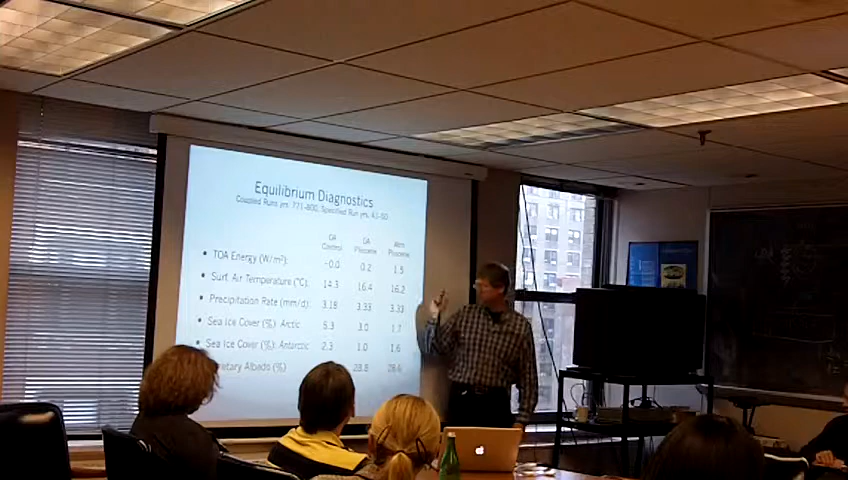 Equilibrium Diagnostics
Coupled Runs yrs: 771-800, Specified Run yrs, 41-50
OA Control OA Pliocene Atm Pliocene
• TOA Energy (W/m²): ~0.0 0.2 1.5
• Surf Air Temperature (°C): 14.3 16.4 16.2
• Precipitation Rate (mm/d): 3.18 3.33 3.33
• Sea Ice Cover (%): Arctic 5.3 3.0 1.7
• Sea Ice Cover (%): Antarctic 2.3 1.0 1.6
Albedo (%) 28.8 28.6